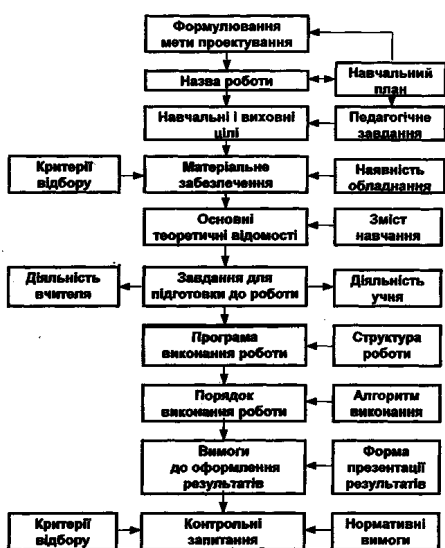 Формулювання
мети проектування
Назва роботи
Навчальний
план
Навчальні і виховні
цілі
Педагогічне
завдання
Критерії
відбору
Матеріальне
забезпечення
Наявність
обладнання
Основні
теоретичні відомості
Зміст
навчання
Діяльність
вчителя
Завдання для
підготовки до роботи
Діяльність
учня
Програма
виконання роботи
Структура
роботи
Порядок
виконання роботи
Алгоритм
виконання
Вимоги
до оформлення
результатів
Форма
презентації
результатів
Критерії
відбору
Контрольні
запитання
Нормативні
вимоги